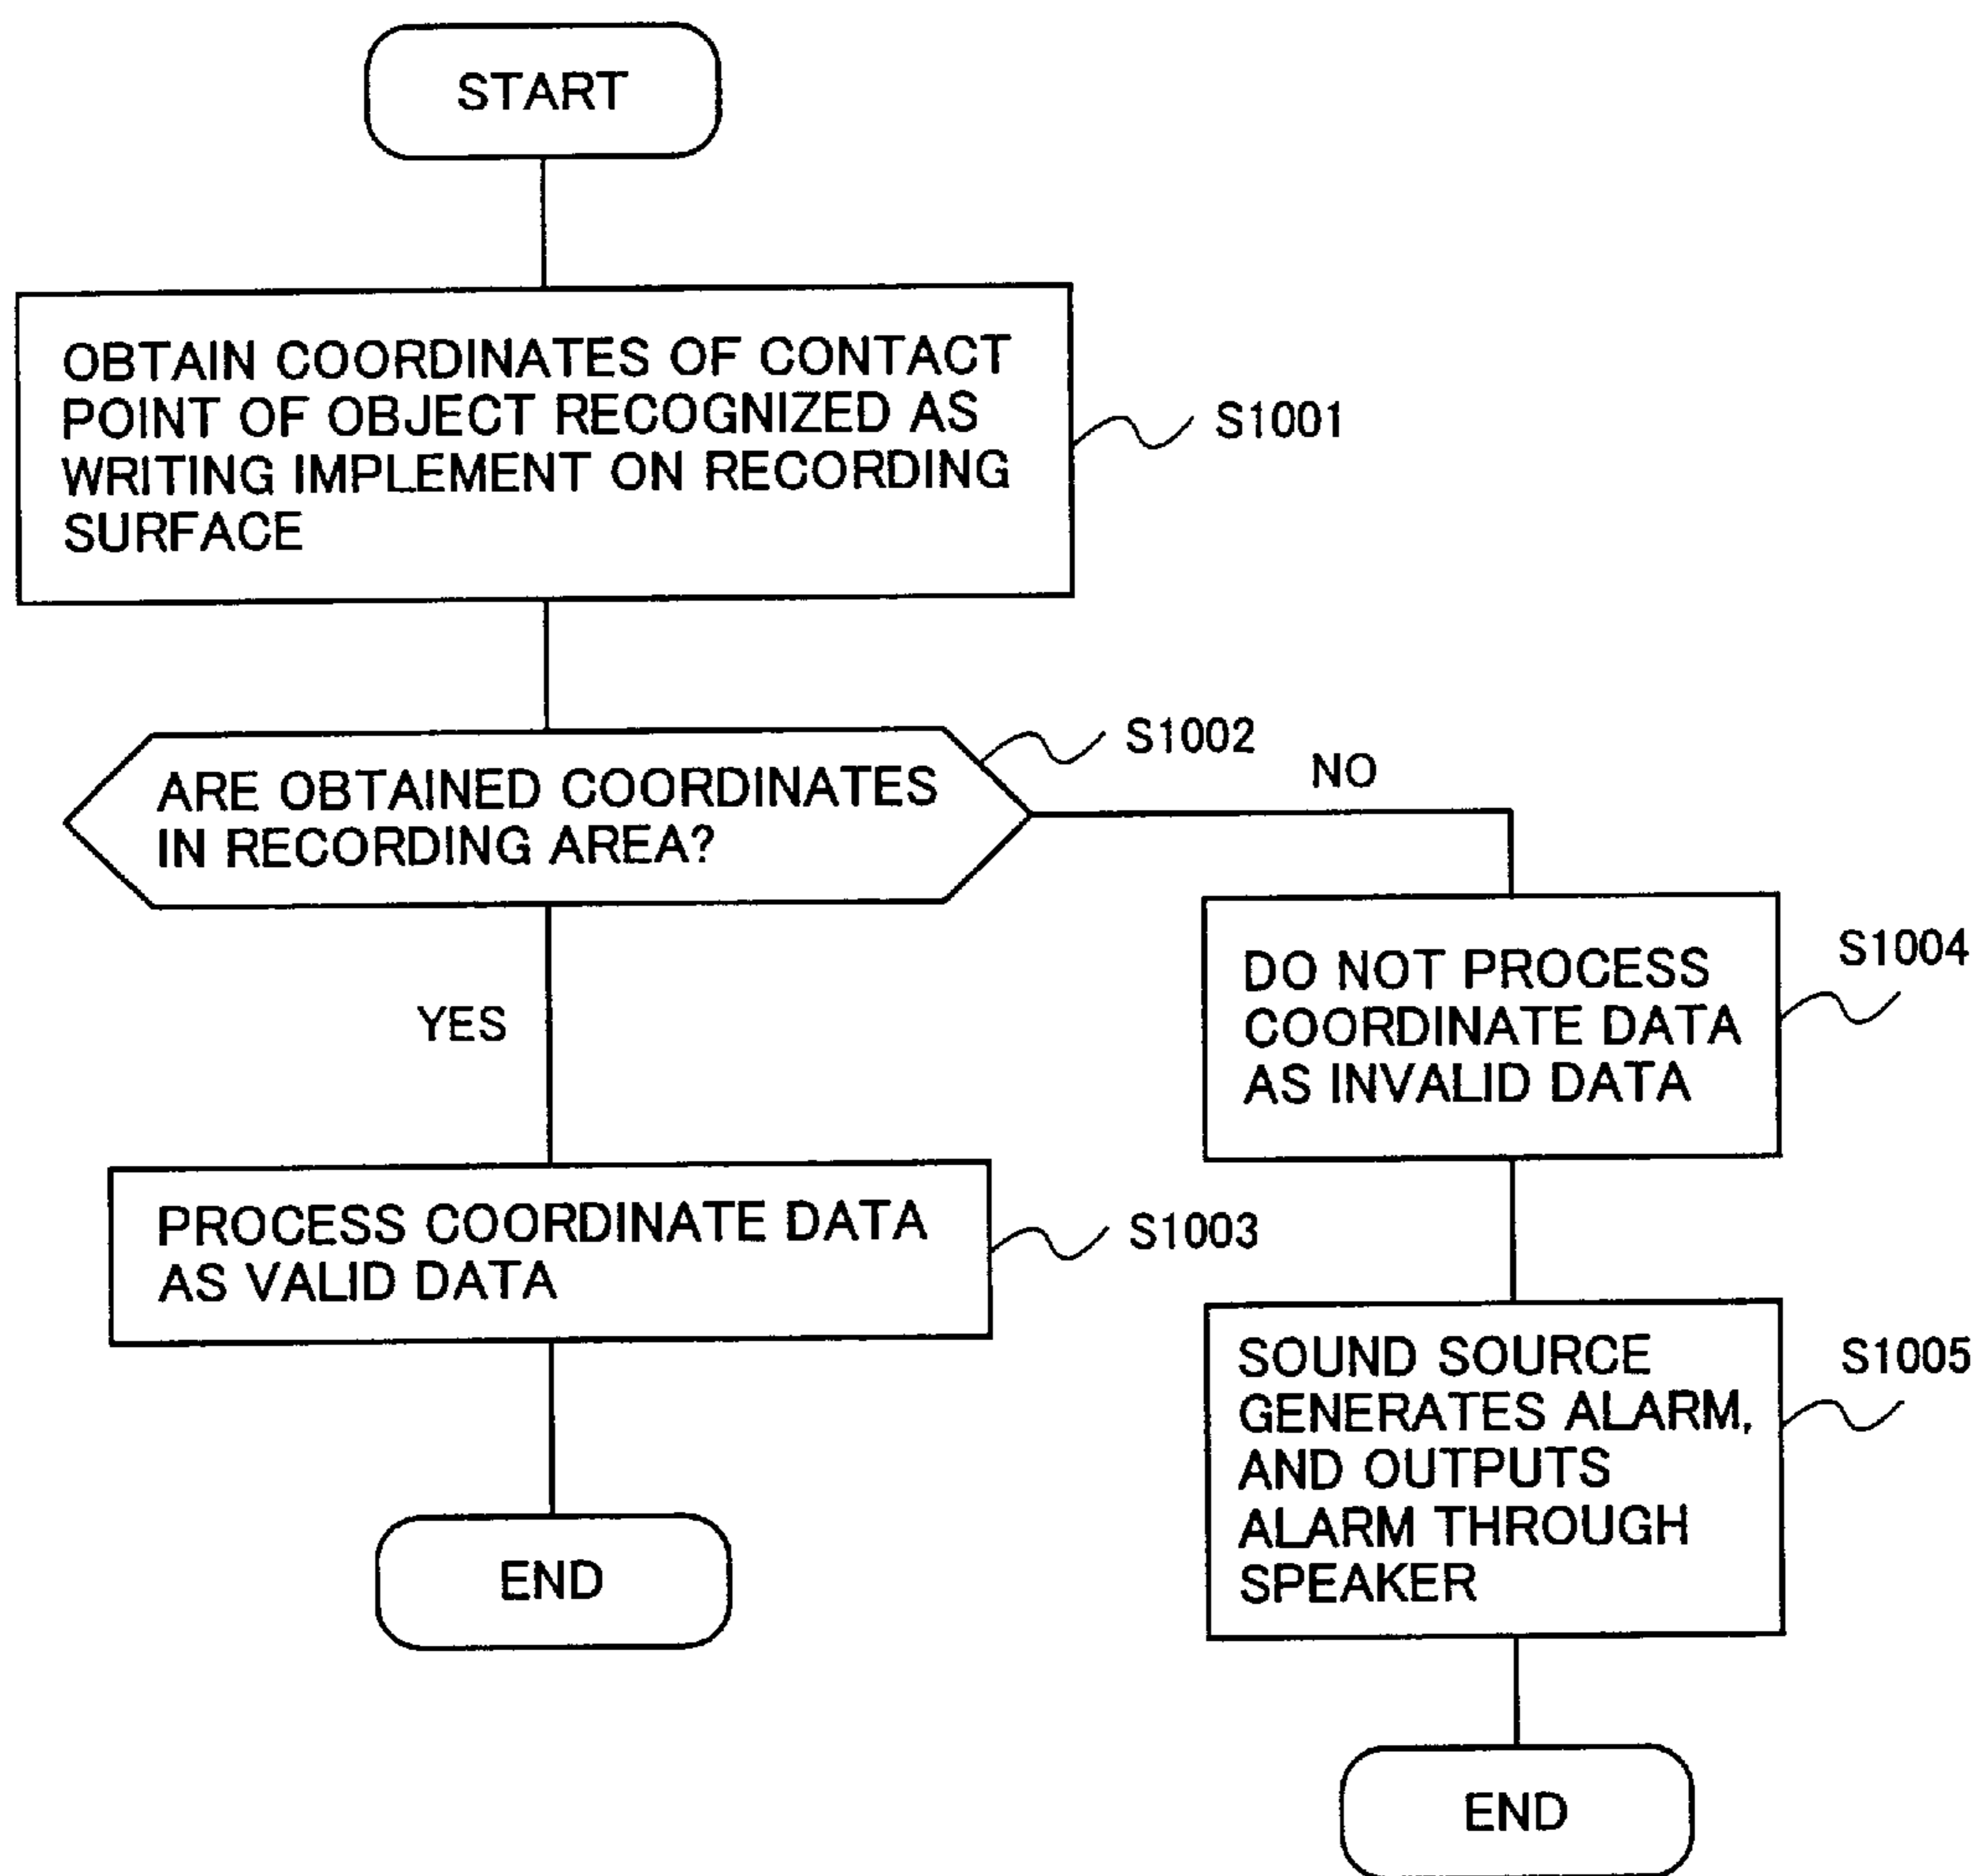 START
OBTAIN COORDINATES OF CONTACT
POINT OF OBJECT RECOGNIZED AS
WRITING IMPLEMENT ON RECORDING
SURFACE
S1001
S1002
ARE OBTAINED COORDINATES
IN RECORDING AREA?
NO
YES
DO NOT PROCESS
COORDINATE DATA
AS INVALID DATA
S1004
PROCESS COORDINATE DATA
AS VALID DATA
S1003
SOUND SOURCE
GENERATES ALARM,
AND OUTPUTS
ALARM THROUGH
SPEAKER
S1005
END
END